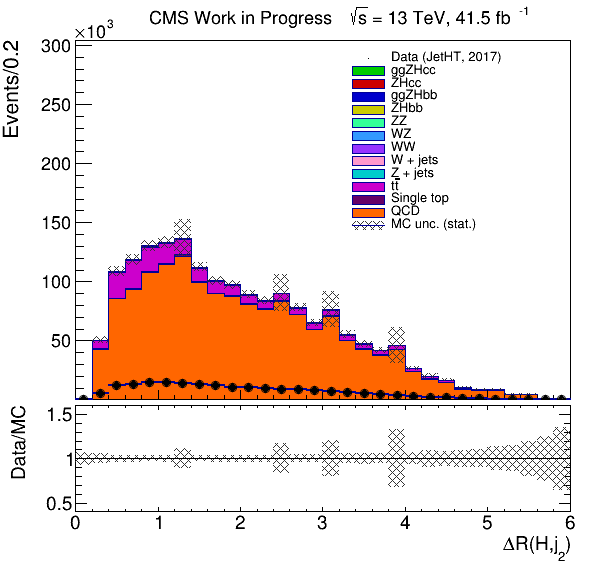 CMS Work in Progress √s = 13 TeV, 41.5 fb⁻¹
×10³
Events/0.2
300
250
200
150
100
50
Data (JetHT, 2017)
ggZHcc
ZHcc
ggZHbb
ZHbb
ZZ
WZ
WW
W + jets
Z + jets
tt̅
Single top
QCD
MC unc. (stat.)
Data/MC
1.5
1
0.5
0 1 2 3 4 5 6
ΔR(H,j₂)